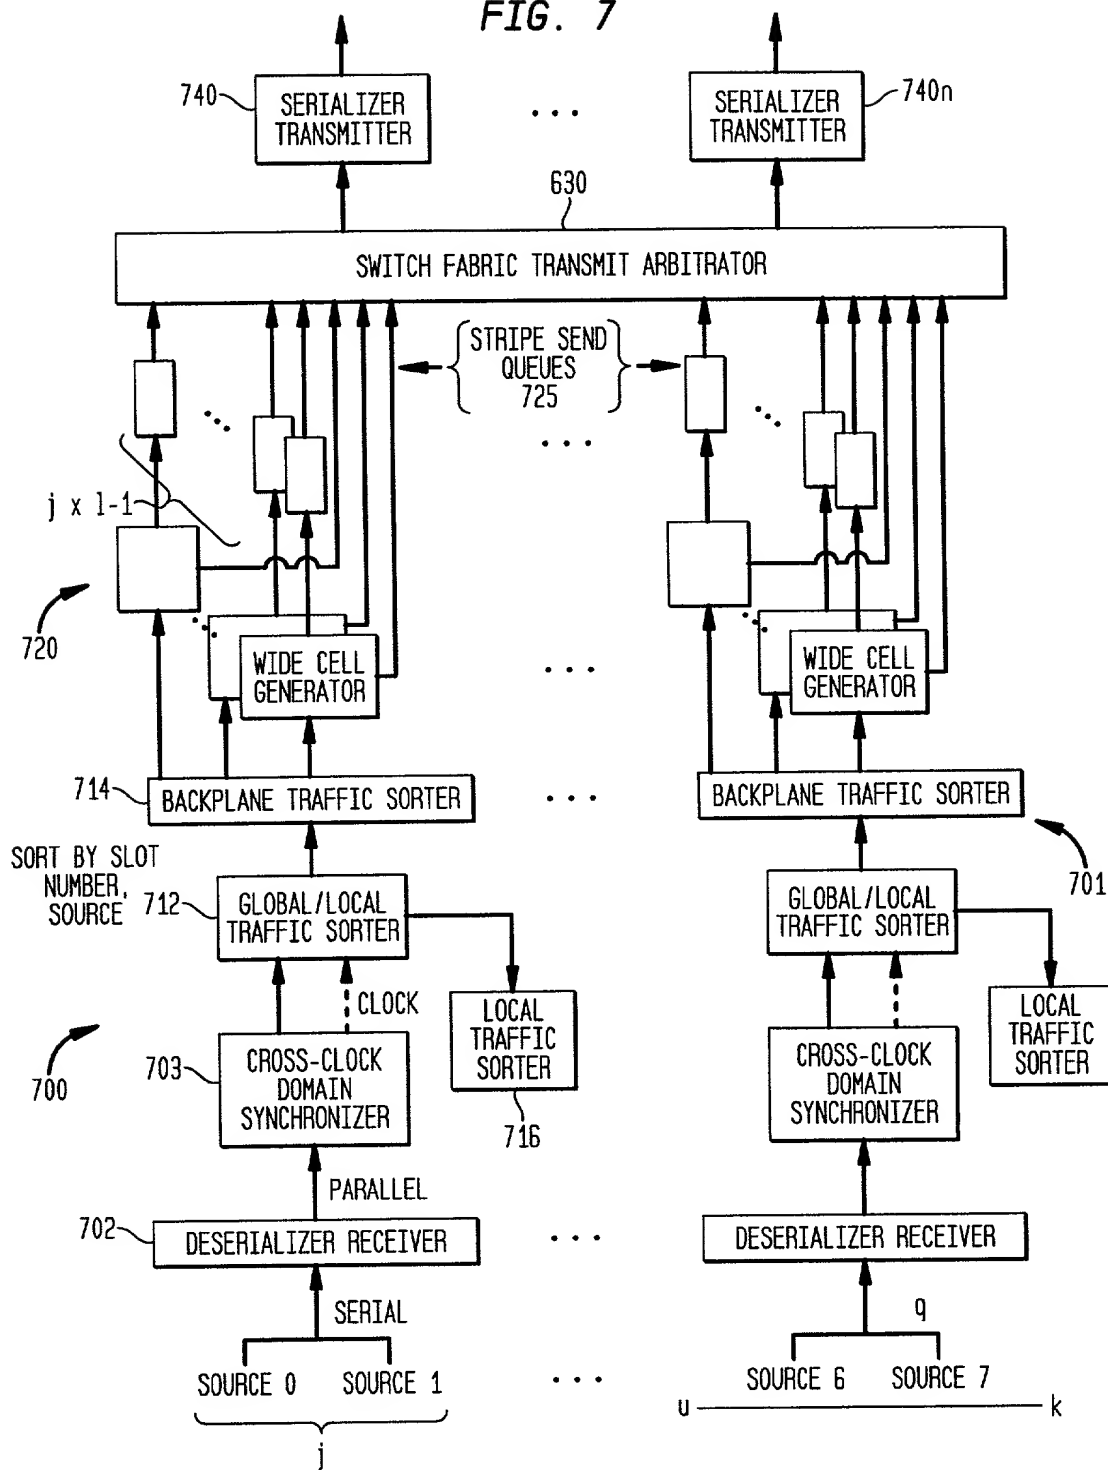 FIG. 7
740
SERIALIZER
TRANSMITTER
. . .
SERIALIZER
TRANSMITTER
740n
630
SWITCH FABRIC TRANSMIT ARBITRATOR
STRIPE SEND
QUEUES
725
j x l-1
720
WIDE CELL
GENERATOR
WIDE CELL
GENERATOR
714
BACKPLANE TRAFFIC SORTER
BACKPLANE TRAFFIC SORTER
701
SORT BY SLOT
NUMBER,
SOURCE
712
GLOBAL/LOCAL
TRAFFIC SORTER
GLOBAL/LOCAL
TRAFFIC SORTER
CLOCK
LOCAL
TRAFFIC
SORTER
716
LOCAL
TRAFFIC
SORTER
700
703
CROSS-CLOCK
DOMAIN
SYNCHRONIZER
CROSS-CLOCK
DOMAIN
SYNCHRONIZER
PARALLEL
702
DESERIALIZER RECEIVER
DESERIALIZER RECEIVER
SERIAL
q
SOURCE 0
SOURCE 1
SOURCE 6
SOURCE 7
u
k
j